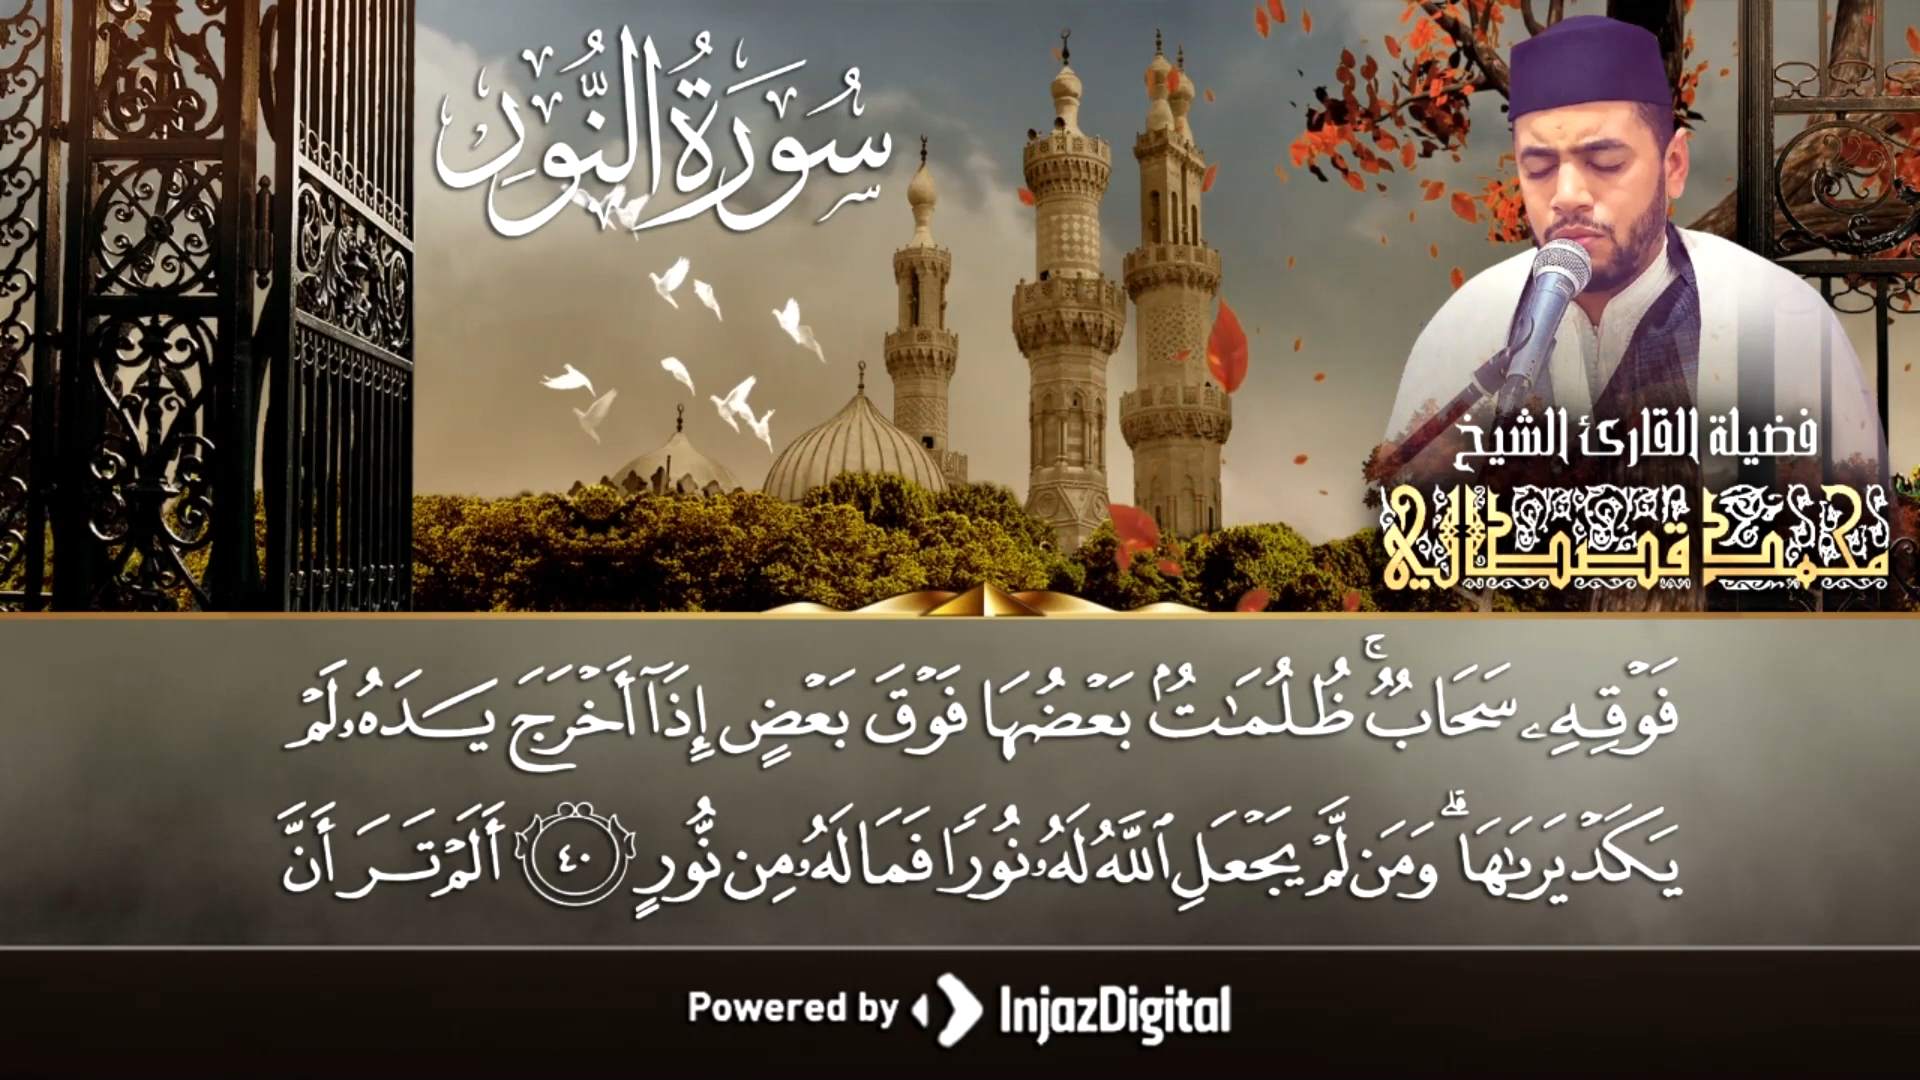 سُورَةُ النُّورِ
فضيلة القارئ الشيخ
محمد قصطالي
فَوْقِهِۦ سَحَابٌۚ ظُلُمَٰتُۢ بَعْضُهَا فَوْقَ بَعْضٍ إِذَآ أَخْرَجَ يَدَهُۥ لَمْ
يَكَدْ يَرَىٰهَاۗ وَمَن لَّمْ يَجْعَلِ ٱللَّهُ لَهُۥ نُورًا فَمَا لَهُۥ مِن نُّورٍ ٤٠ أَلَمْ تَرَ أَنَّ
Powered by InjazDigital